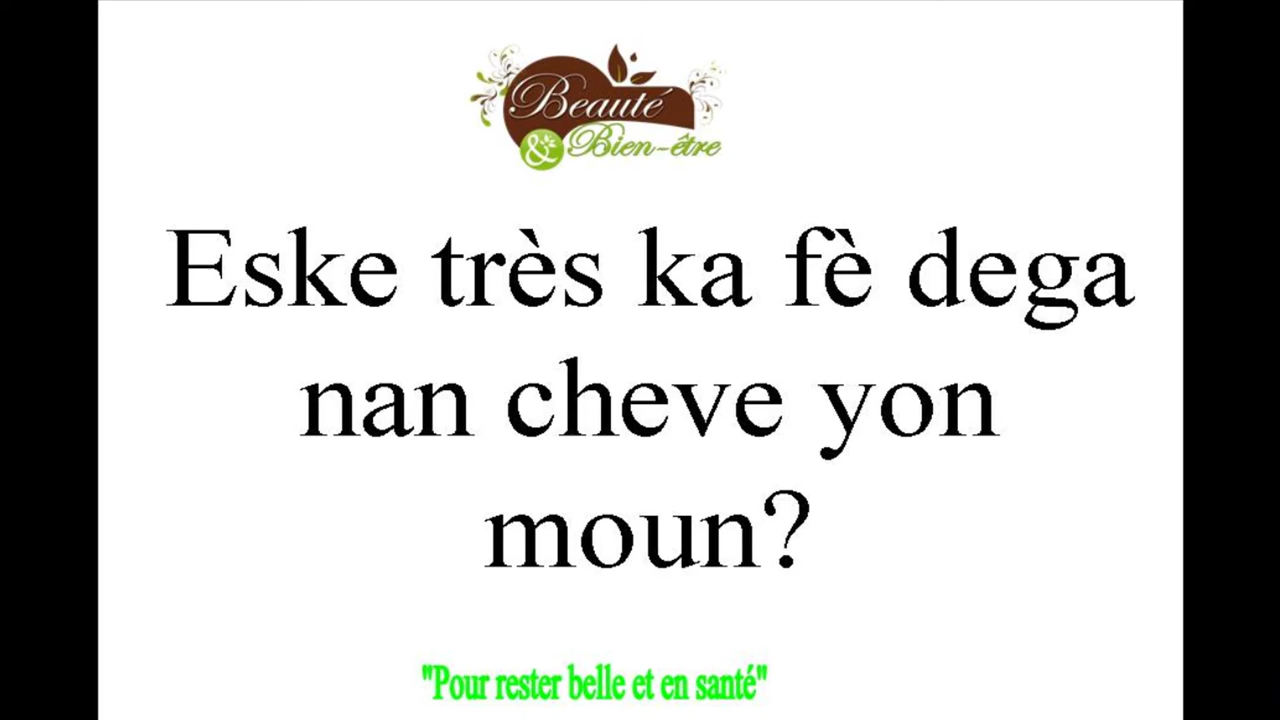 Beauté
& Bien-être
Eske très ka fè dega
nan cheve yon
moun?
"Pour rester belle et en santé"